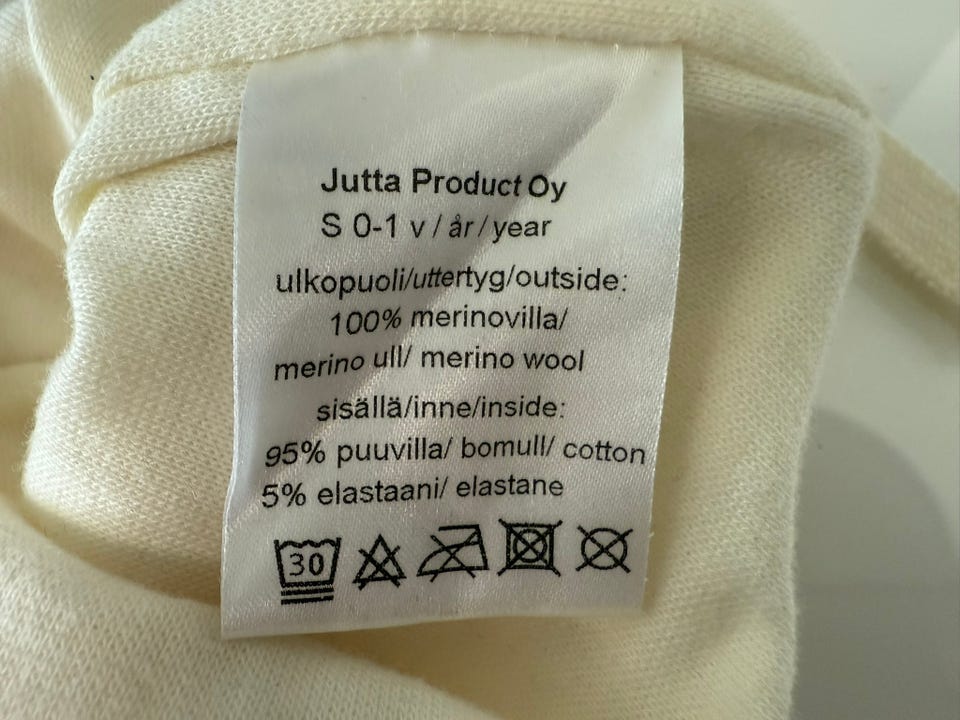 Jutta Product Oy
S 0-1 v / år / year
ulkopuoli/uttertyg/outside:
100% merinovilla/
merino ull/ merino wool
sisällä/inne/inside:
95% puuvilla/ bomull/ cotton
5% elastaani/ elastane
30